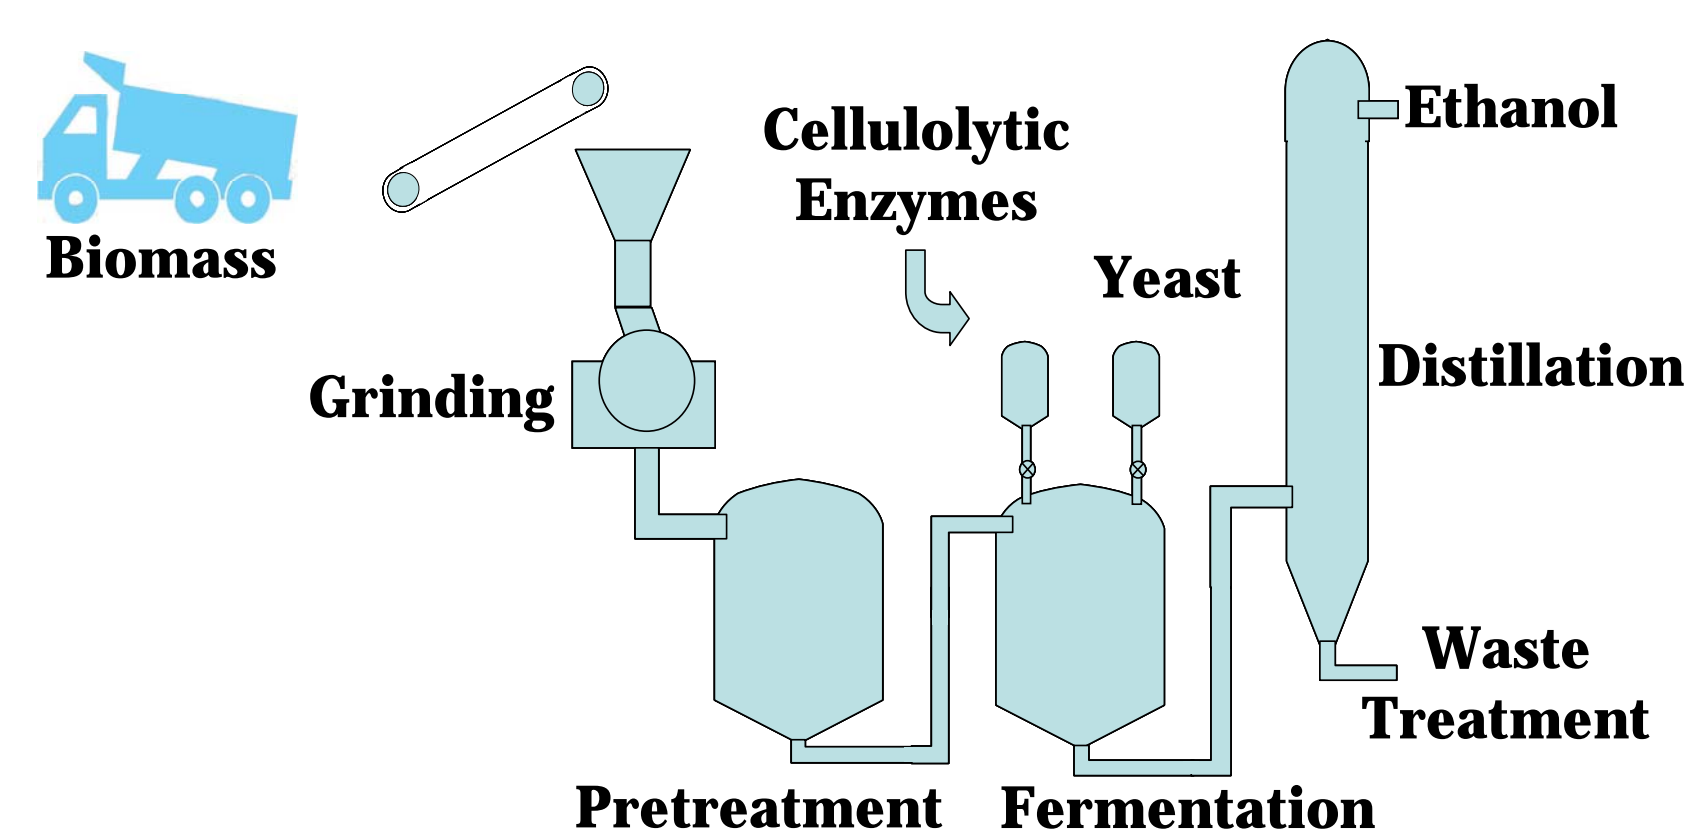 Biomass
Grinding
Cellulolytic
Enzymes
Yeast
Ethanol
Distillation
Waste
Treatment
Pretreatment
Fermentation